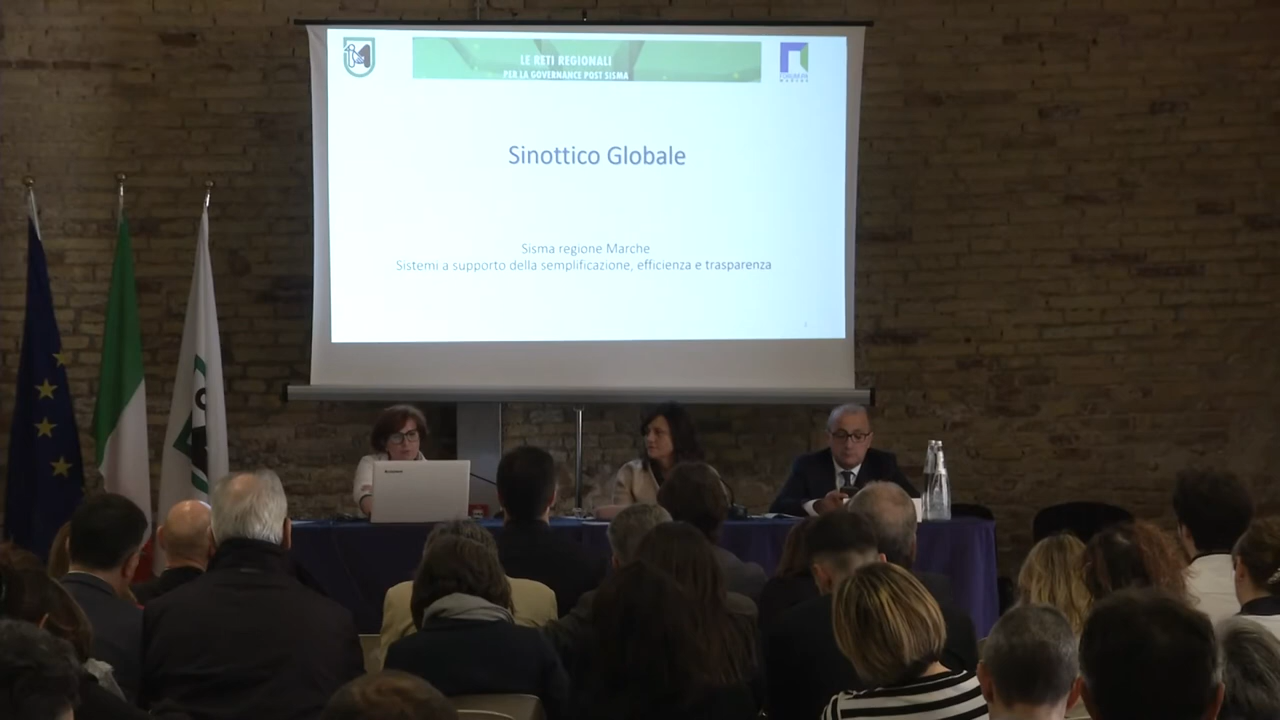 LE RETI REGIONALI
PER LA GOVERNANCE POST SISMA
Sinottico Globale
Sisma regione Marche
Sistemi a supporto della semplificazione, efficienza e trasparenza